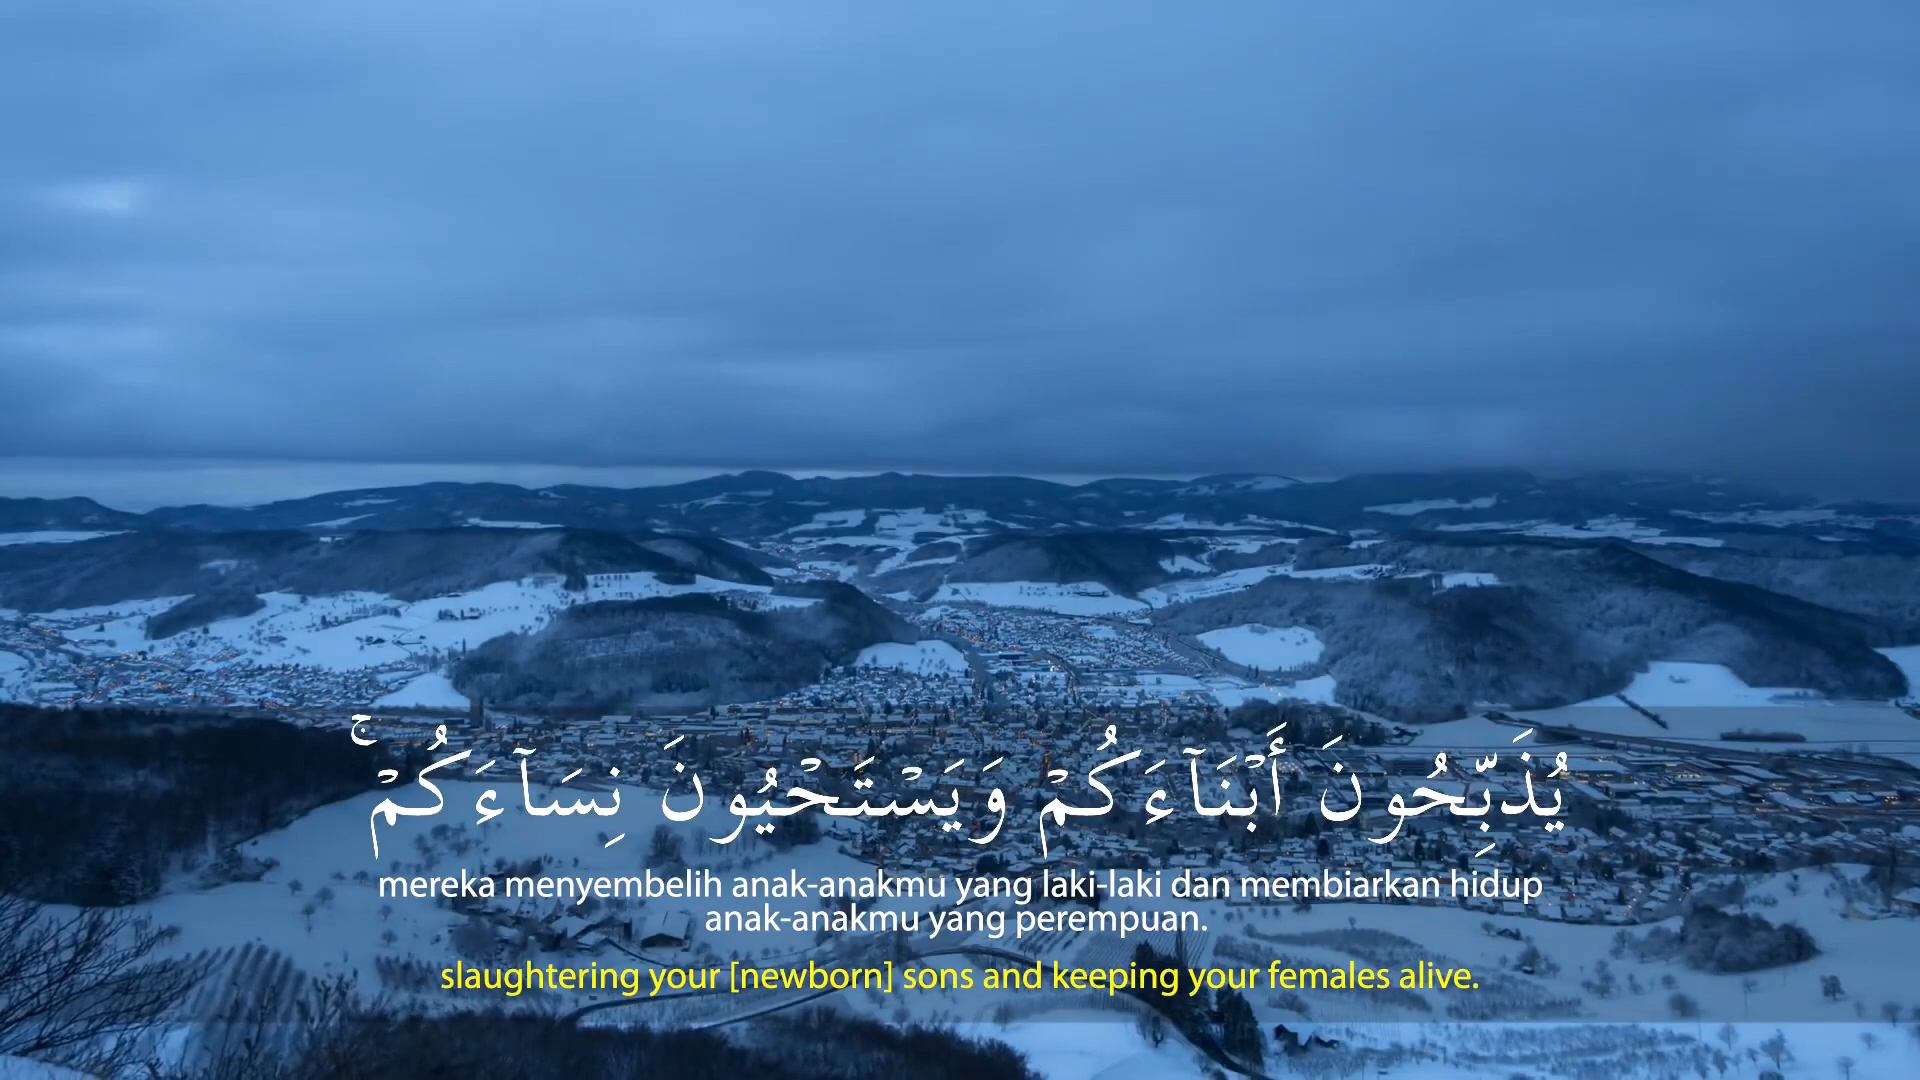 يُذَبِّحُونَ أَبْنَآءَكُمْ وَيَسْتَحْيُونَ نِسَآءَكُمْ ۚ
mereka menyembelih anak-anakmu yang laki-laki dan membiarkan hidup
anak-anakmu yang perempuan.
slaughtering your [newborn] sons and keeping your females alive.